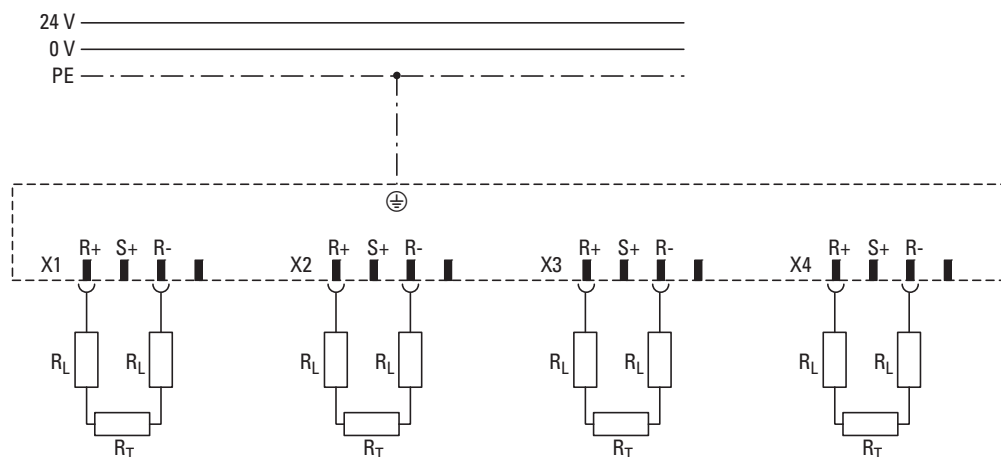 24 V
0 V
PE
R+ S+ R- R+ S+ R- R+ S+ R- R+ S+ R-
X1 X2 X3 X4
RL RL RL RL RL RL RL RL
RT RT RT RT